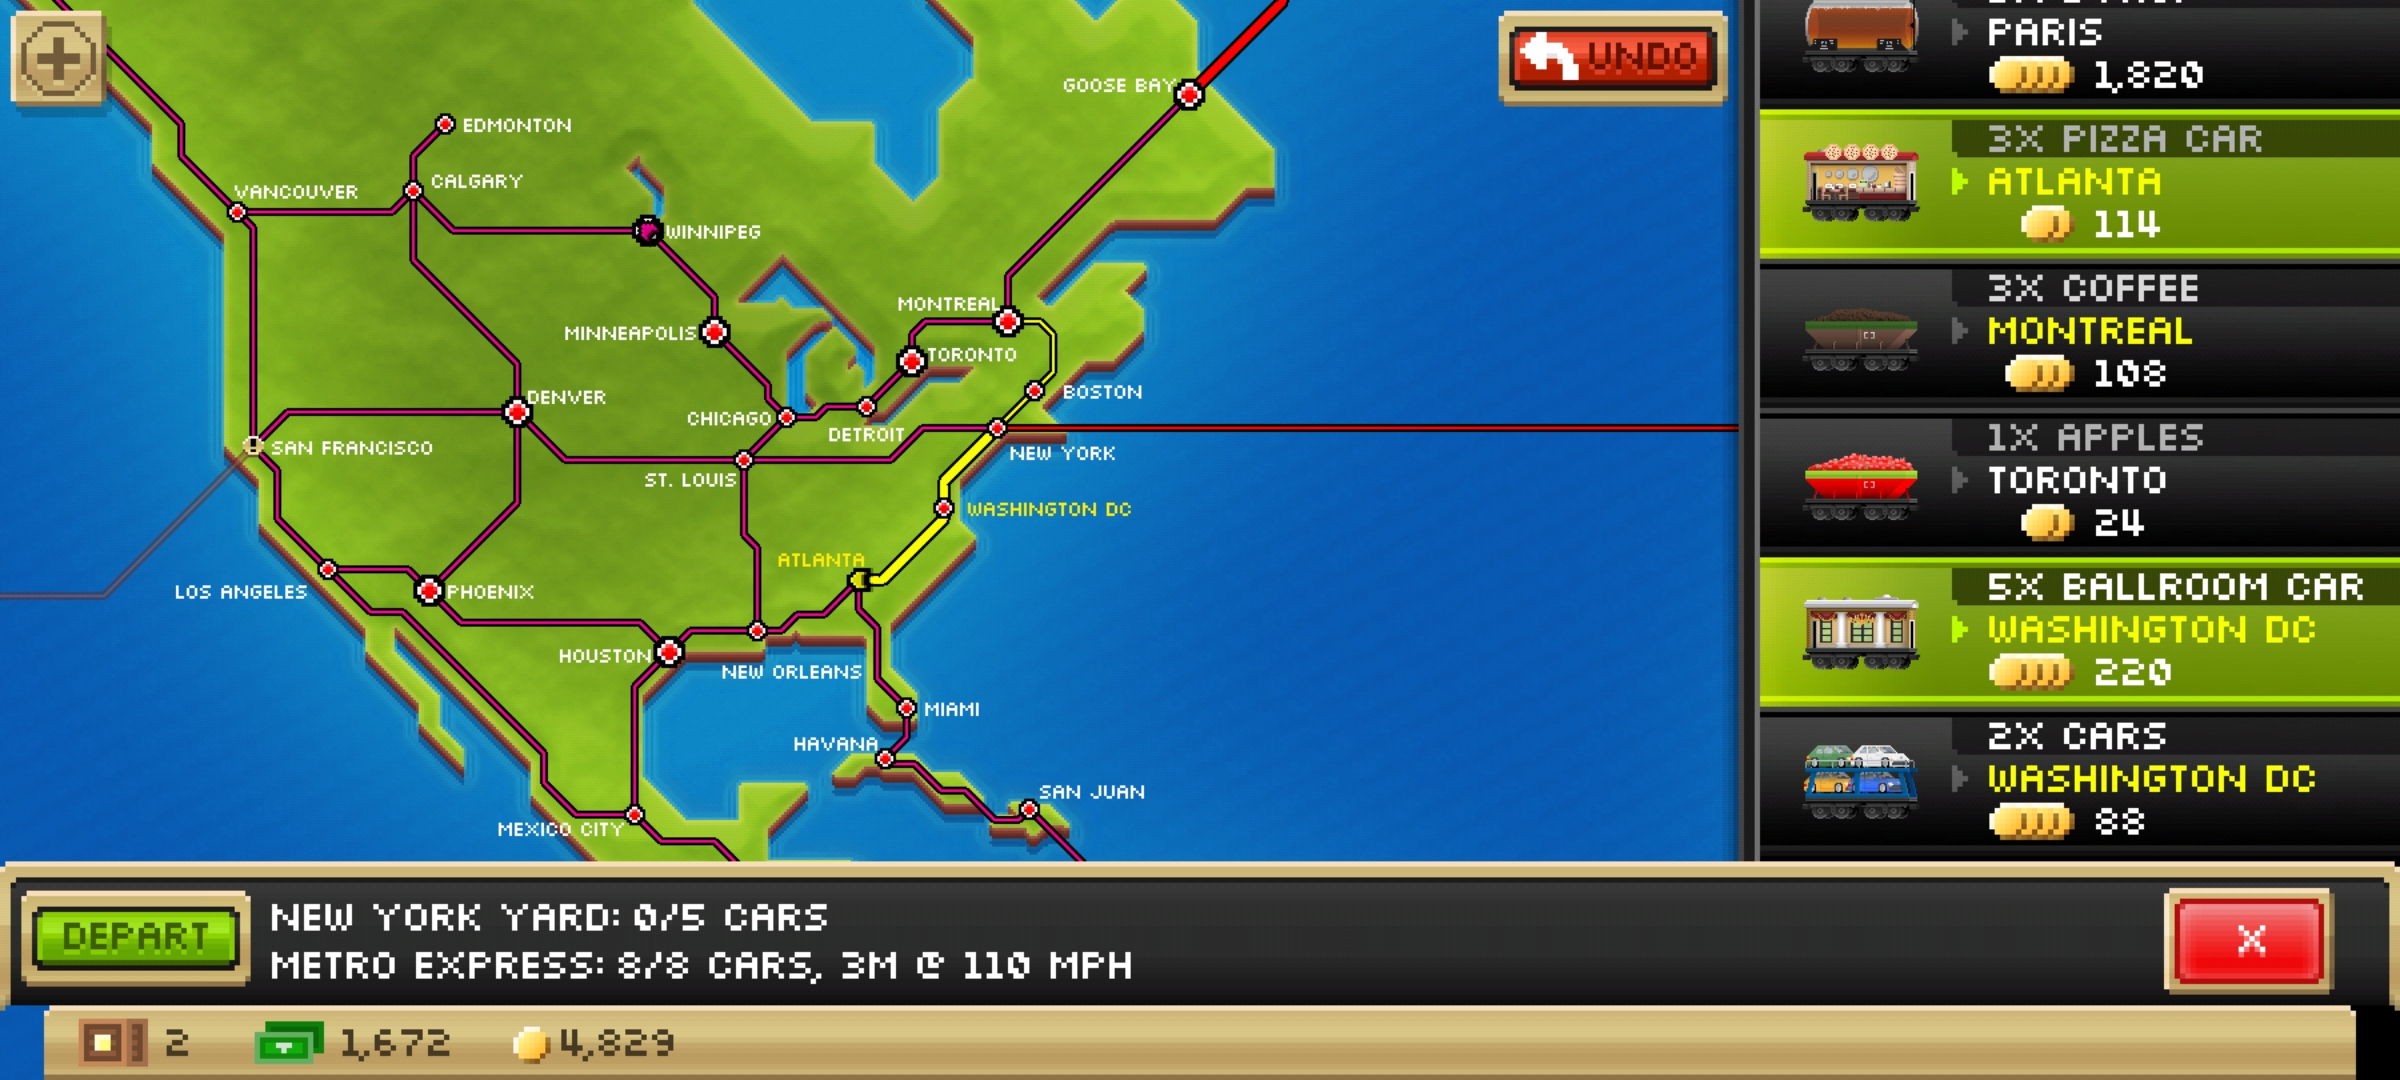 UNDO
GOOSE BAY
EDMONTON
CALGARY
VANCOUVER
WINNIPEG
MONTREAL
MINNEAPOLIS
TORONTO
BOSTON
DENVER
CHICAGO
DETROIT
SAN FRANCISCO
NEW YORK
ST. LOUIS
WASHINGTON DC
ATLANTA
LOS ANGELES
PHOENIX
HOUSTON
NEW ORLEANS
MIAMI
HAVANA
SAN JUAN
MEXICO CITY
PARIS
1,820
3X PIZZA CAR
ATLANTA
114
3X COFFEE
MONTREAL
108
1X APPLES
TORONTO
24
5X BALLROOM CAR
WASHINGTON DC
220
2X CARS
WASHINGTON DC
88
DEPART
NEW YORK YARD: 0/5 CARS
METRO EXPRESS: 8/8 CARS, 3M @ 110 MPH
X
2
1,672
4,829